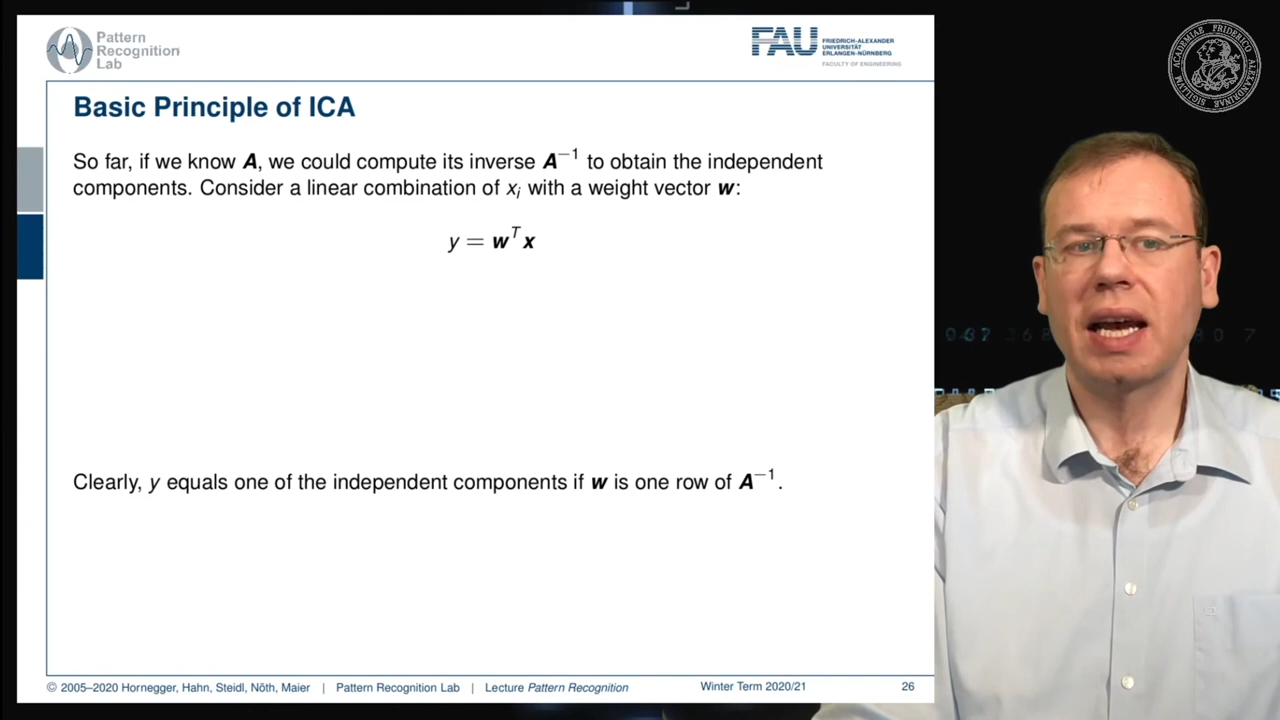 Pattern
Recognition
Lab
FAU
FRIEDRICH-ALEXANDER
UNIVERSITÄT
ERLANGEN-NÜRNBERG
FACULTY OF ENGINEERING
Basic Principle of ICA
So far, if we know A, we could compute its inverse A⁻¹ to obtain the independent
components. Consider a linear combination of xᵢ with a weight vector w:
y = wᵀx
Clearly, y equals one of the independent components if w is one row of A⁻¹.
© 2005–2020 Hornegger, Hahn, Steidl, Nöth, Maier | Pattern Recognition Lab | Lecture Pattern Recognition Winter Term 2020/21 26